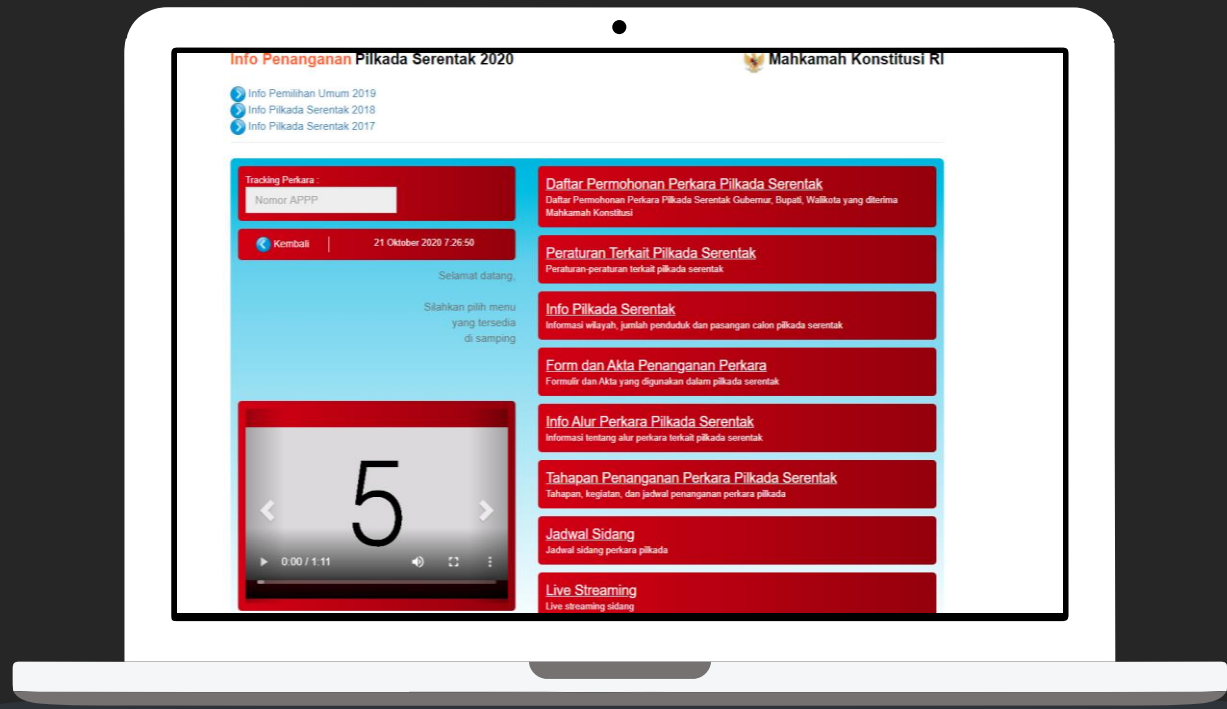 Info Penanganan Pilkada Serentak 2020
Mahkamah Konstitusi RI
Info Pemilihan Umum 2019
Info Pilkada Serentak 2018
Info Pilkada Serentak 2017
Tracking Perkara :
Nomor APPP
Kembali
21 Oktober 2020 7:26:50
Selamat datang,
Silahkan pilih menu
yang tersedia
di samping
5
0:00 / 1:11
Daftar Permohonan Perkara Pilkada Serentak
Daftar Permohonan Perkara Pilkada Serentak Gubernur, Bupati, Walikota yang diterima
Mahkamah Konstitusi
Peraturan Terkait Pilkada Serentak
Peraturan-peraturan terkait pilkada serentak
Info Pilkada Serentak
Informasi wilayah, jumlah penduduk dan pasangan calon pilkada serentak
Form dan Akta Penanganan Perkara
Formulir dan Akta yang digunakan dalam pilkada serentak
Info Alur Perkara Pilkada Serentak
Informasi tentang alur perkara terkait pilkada serentak
Tahapan Penanganan Perkara Pilkada Serentak
Tahapan, kegiatan, dan jadwal penanganan perkara pilkada
Jadwal Sidang
Jadwal sidang perkara pilkada
Live Streaming
Live streaming sidang